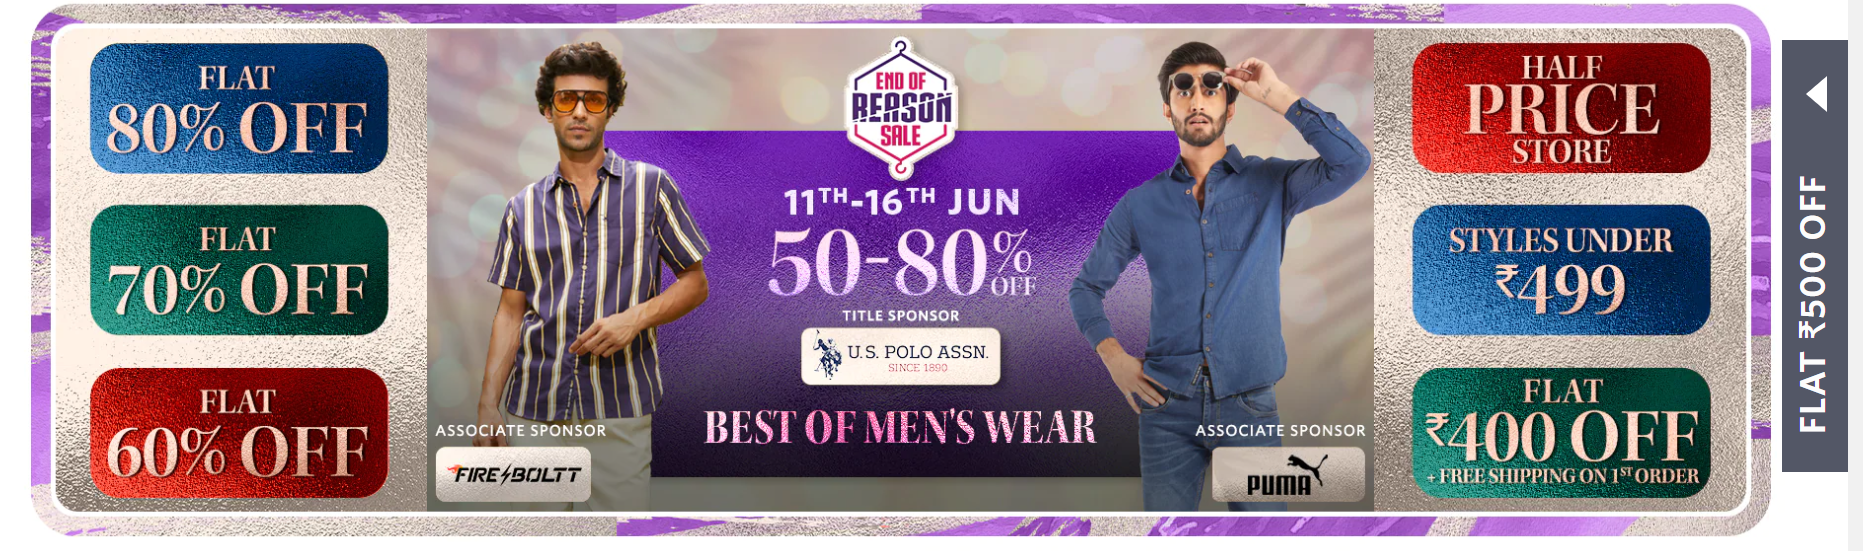 FLAT
80% OFF
FLAT
70% OFF
FLAT
60% OFF
END OF
REASON
SALE
11TH-16TH JUN
50-80% OFF
TITLE SPONSOR
U.S. POLO ASSN.
SINCE 1890
BEST OF MEN'S WEAR
ASSOCIATE SPONSOR
FIRE BOLTT
ASSOCIATE SPONSOR
PUMA
HALF
PRICE
STORE
STYLES UNDER
₹499
FLAT
₹400 OFF
+ FREE SHIPPING ON 1ST ORDER
FLAT ₹500 OFF